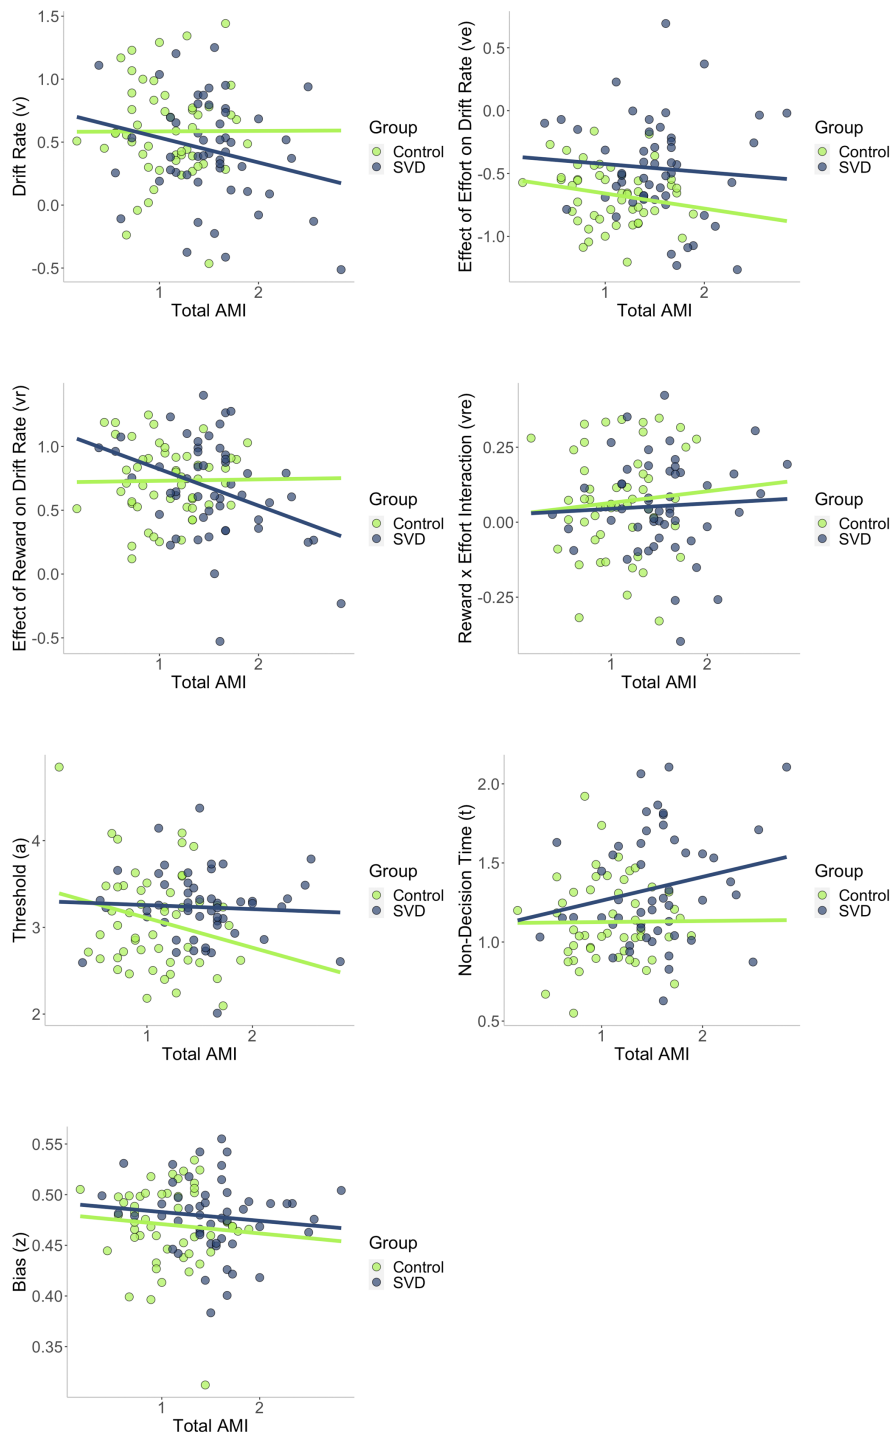 Drift Rate (v)
1.5
1.0
0.5
0.0
-0.5
1 2
Total AMI
Group
Control
SVD
Effect of Effort on Drift Rate (ve)
0.5
0.0
-0.5
-1.0
1 2
Total AMI
Group
Control
SVD
Effect of Reward on Drift Rate (vr)
1.0
0.5
0.0
-0.5
1 2
Total AMI
Group
Control
SVD
Reward x Effort Interaction (vre)
0.25
0.00
-0.25
1 2
Total AMI
Group
Control
SVD
Threshold (a)
4
3
2
1 2
Total AMI
Group
Control
SVD
Non-Decision Time (t)
2.0
1.5
1.0
0.5
1 2
Total AMI
Group
Control
SVD
Bias (z)
0.55
0.50
0.45
0.40
0.35
1 2
Total AMI
Group
Control
SVD